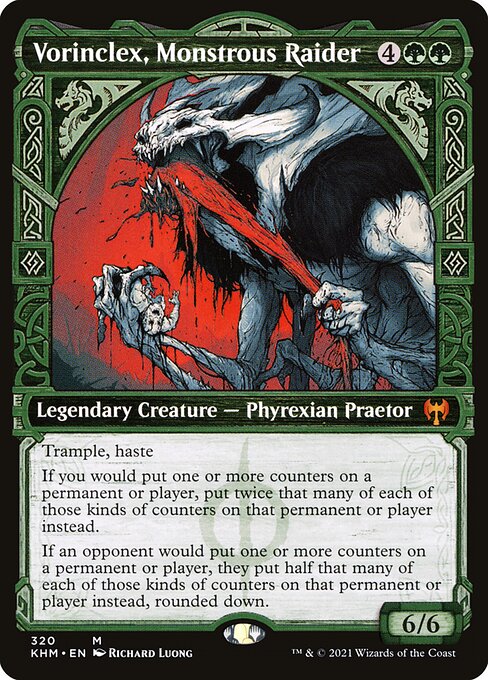 Vorinclex, Monstrous Raider 4
Legendary Creature — Phyrexian Praetor
Trample, haste
If you would put one or more counters on a
permanent or player, put twice that many of each of
those kinds of counters on that permanent or player
instead.
If an opponent would put one or more counters on
a permanent or player, they put half that many of
each of those kinds of counters on that permanent or
player instead, rounded down.
6/6
320 M
KHM • EN Richard Luong
™ & © 2021 Wizards of the Coast